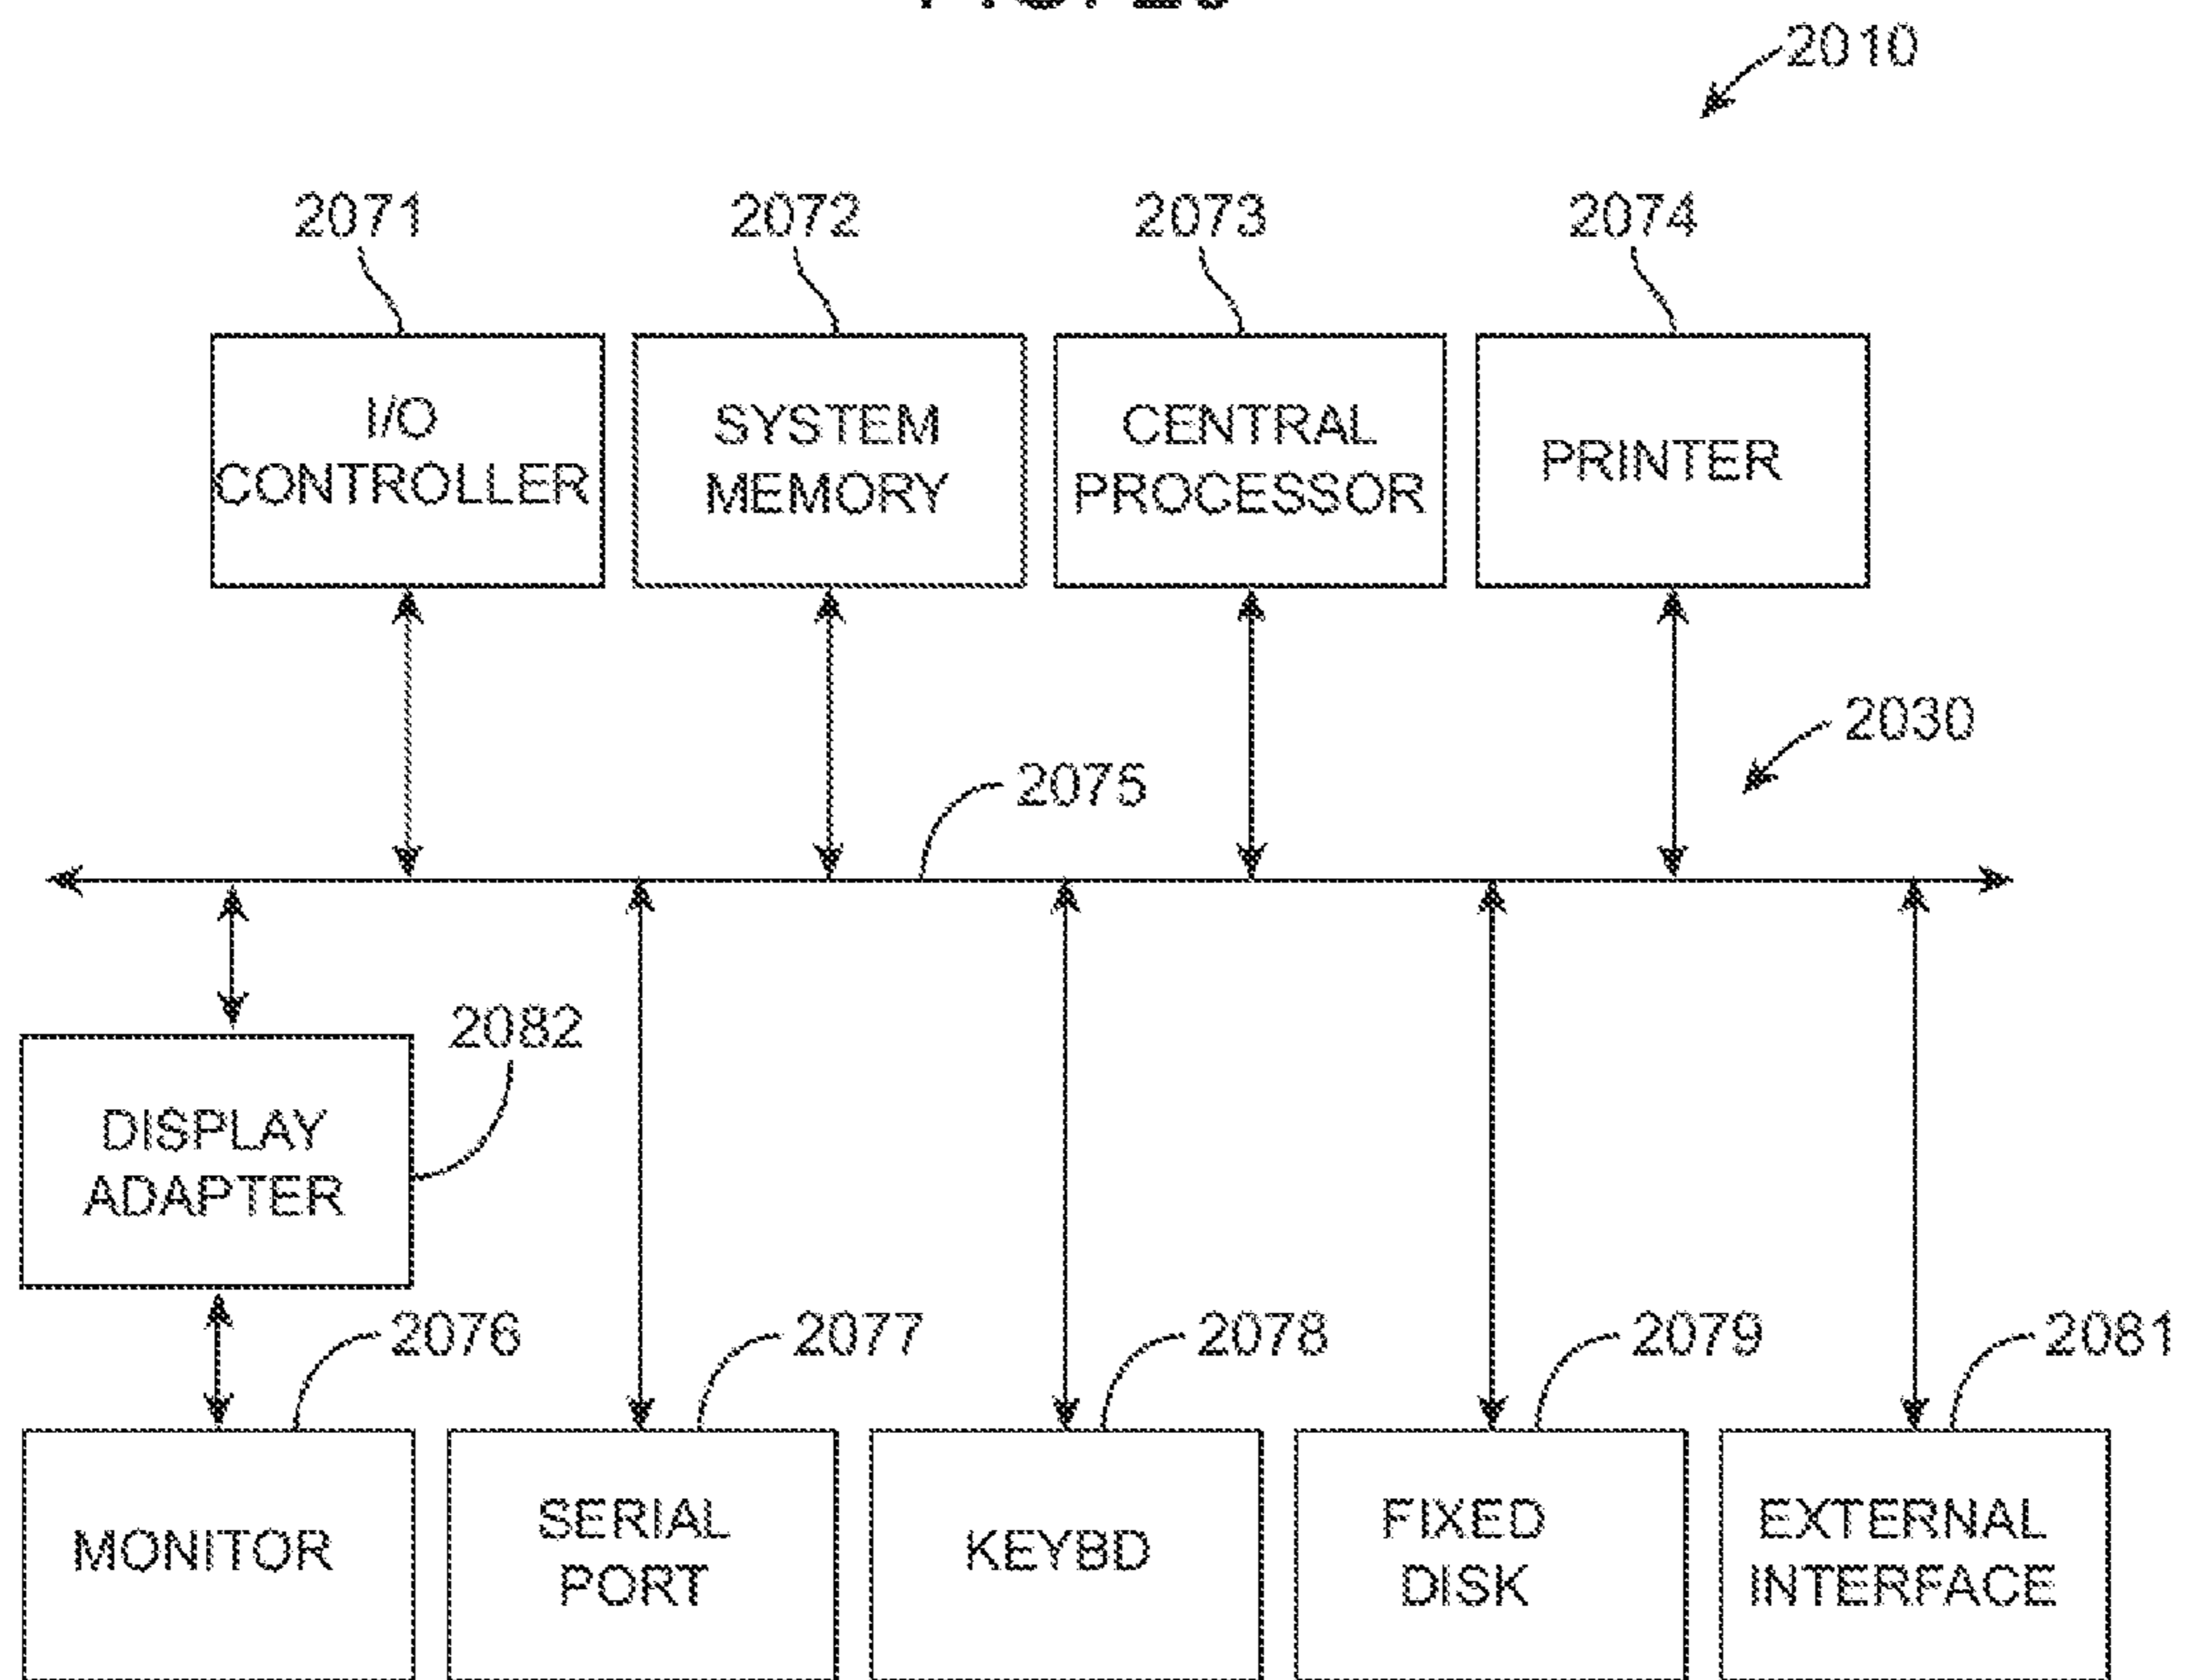 2010
2071
2072
2073
2074
I/O
CONTROLLER
SYSTEM
MEMORY
CENTRAL
PROCESSOR
PRINTER
2030
2075
2082
DISPLAY
ADAPTER
2076
2077
2078
2079
2081
MONITOR
SERIAL
PORT
KEYBD
FIXED
DISK
EXTERNAL
INTERFACE